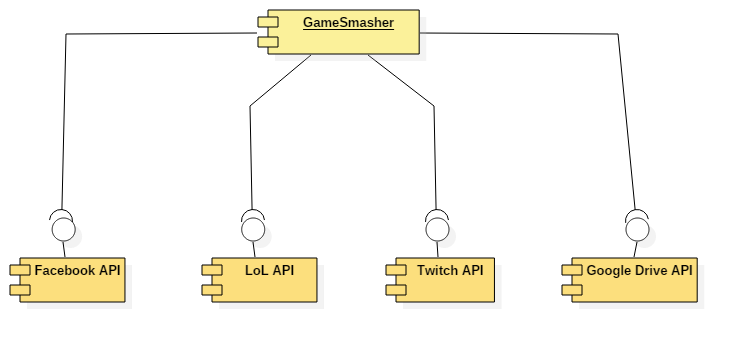 GameSmasher
Facebook API
LoL API
Twitch API
Google Drive API